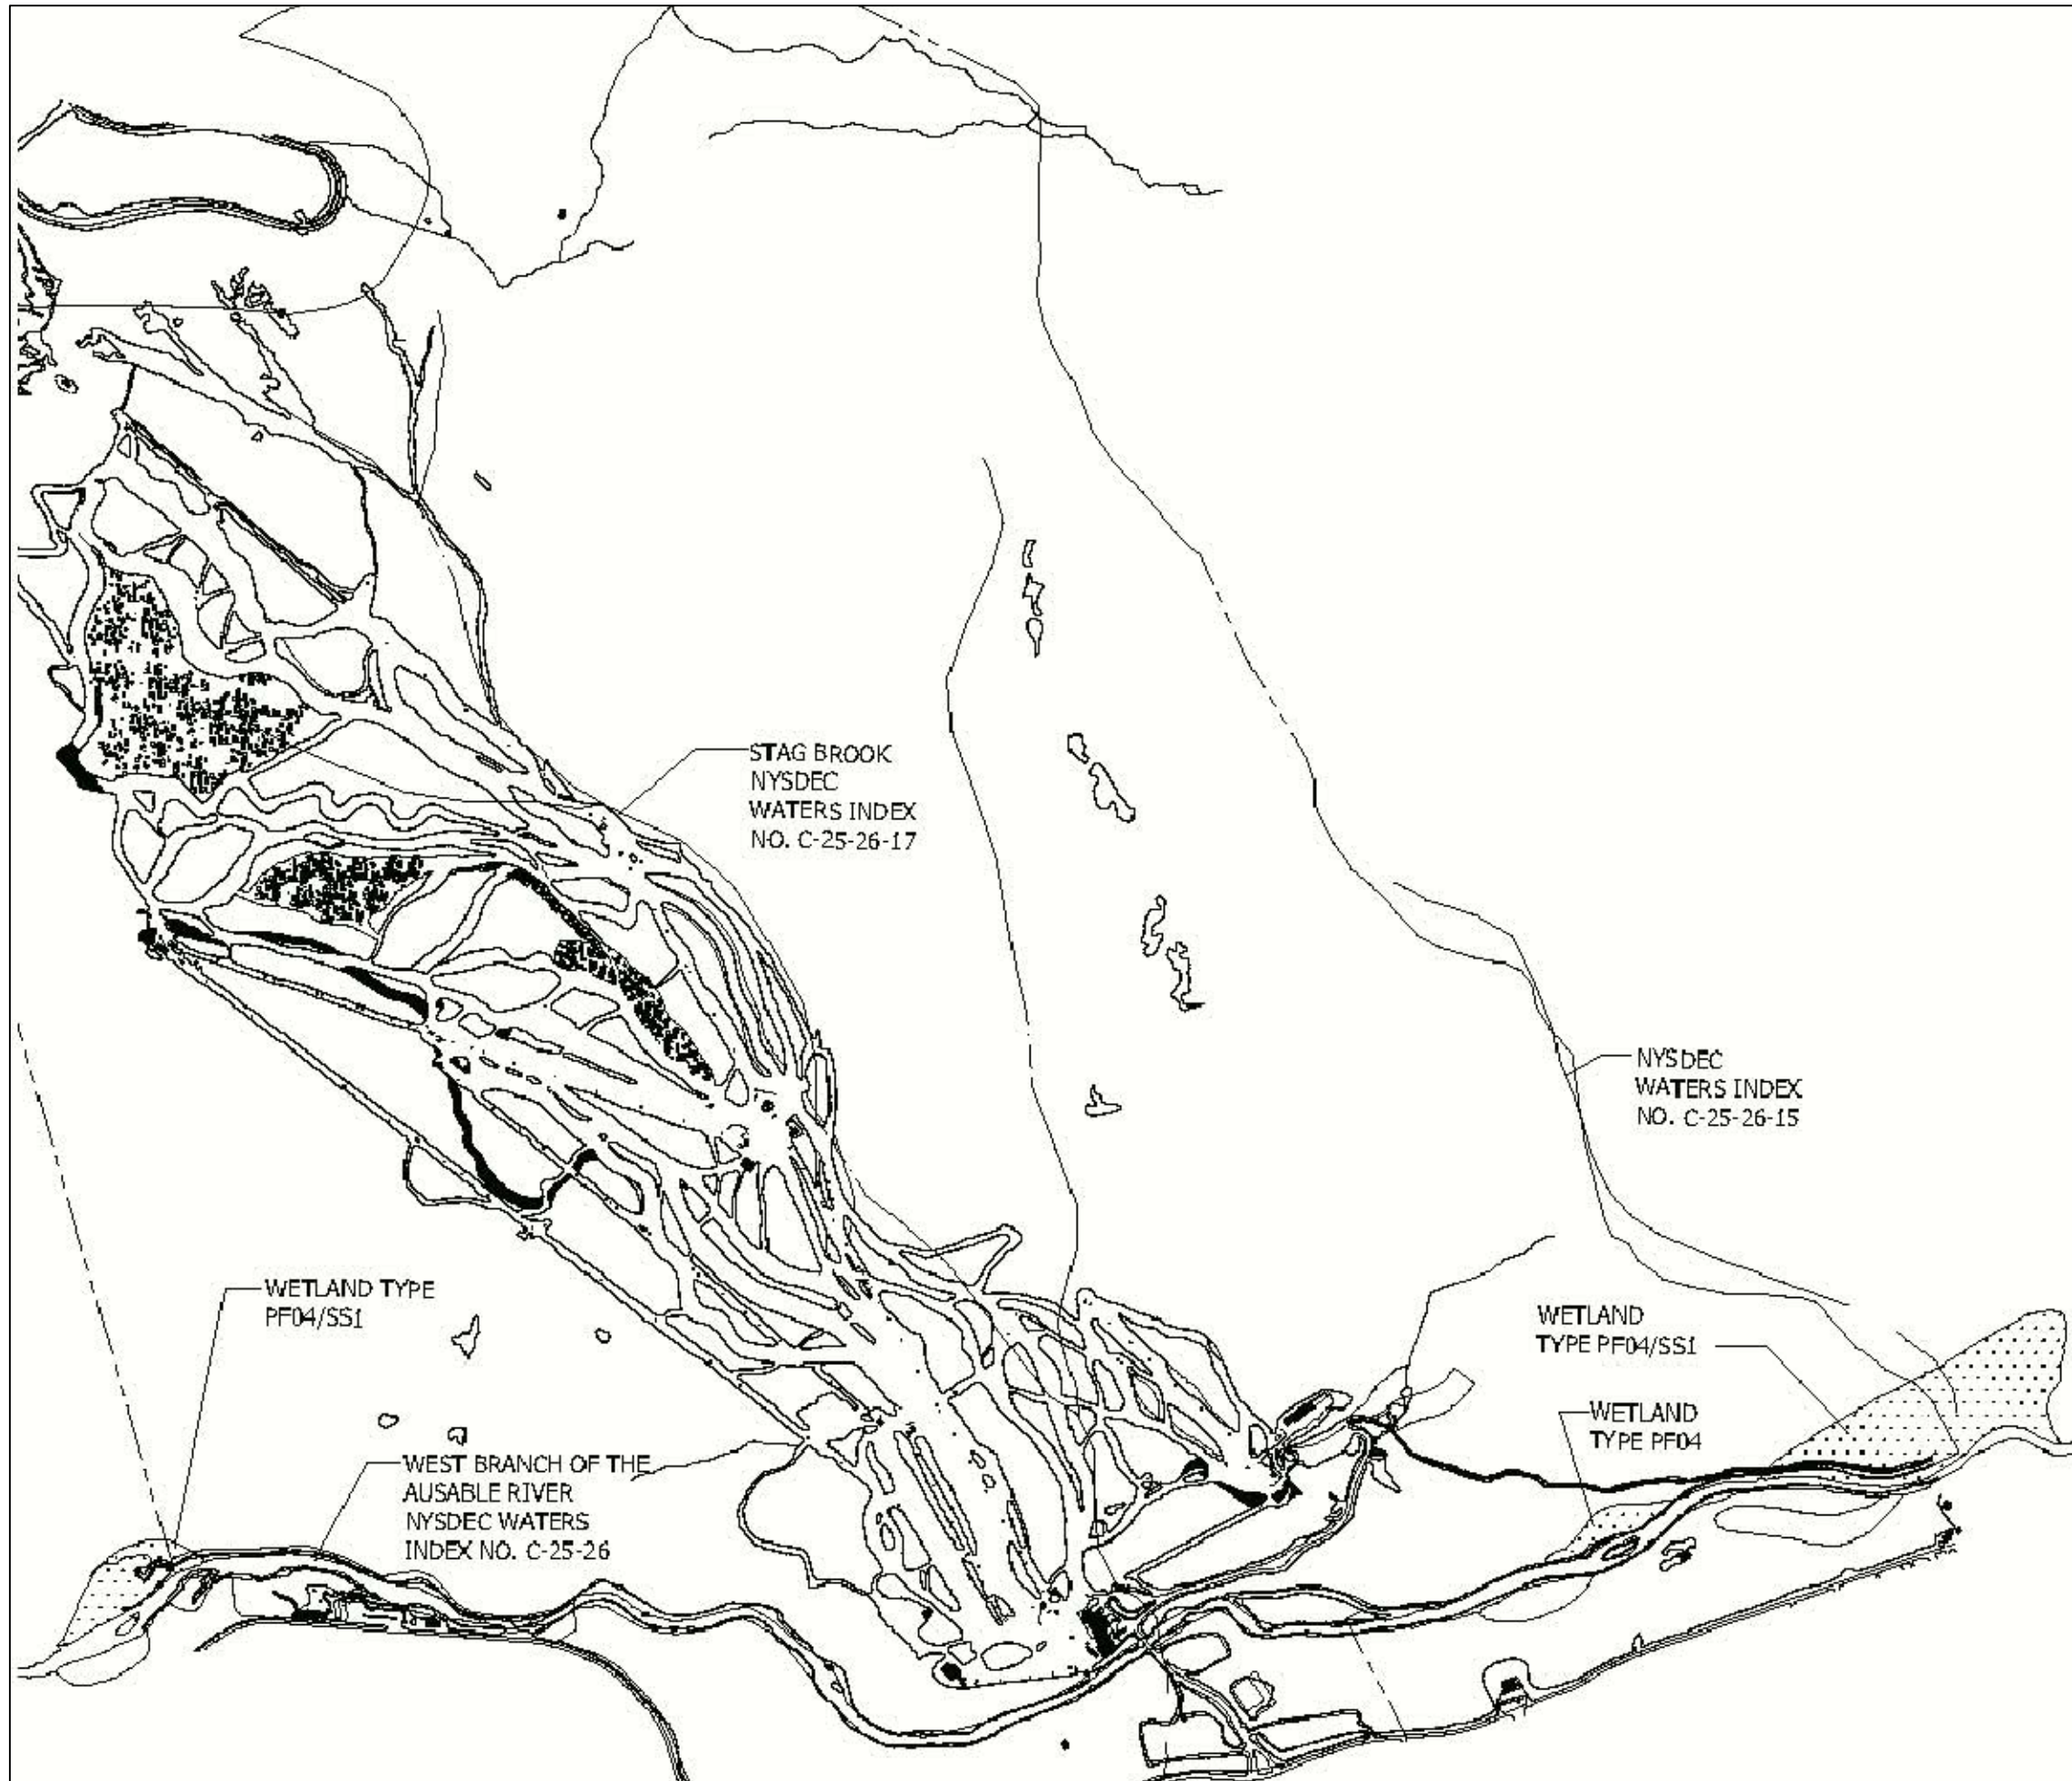 STAG BROOK
NYSDEC
WATERS INDEX
NO. C-25-26-17
NYSDEC
WATERS INDEX
NO. C-25-26-15
WETLAND TYPE
PF04/SS1
WETLAND
TYPE PF04/SS1
WETLAND
TYPE PF04
WEST BRANCH OF THE
AUSABLE RIVER
NYSDEC WATERS
INDEX NO. C-25-26